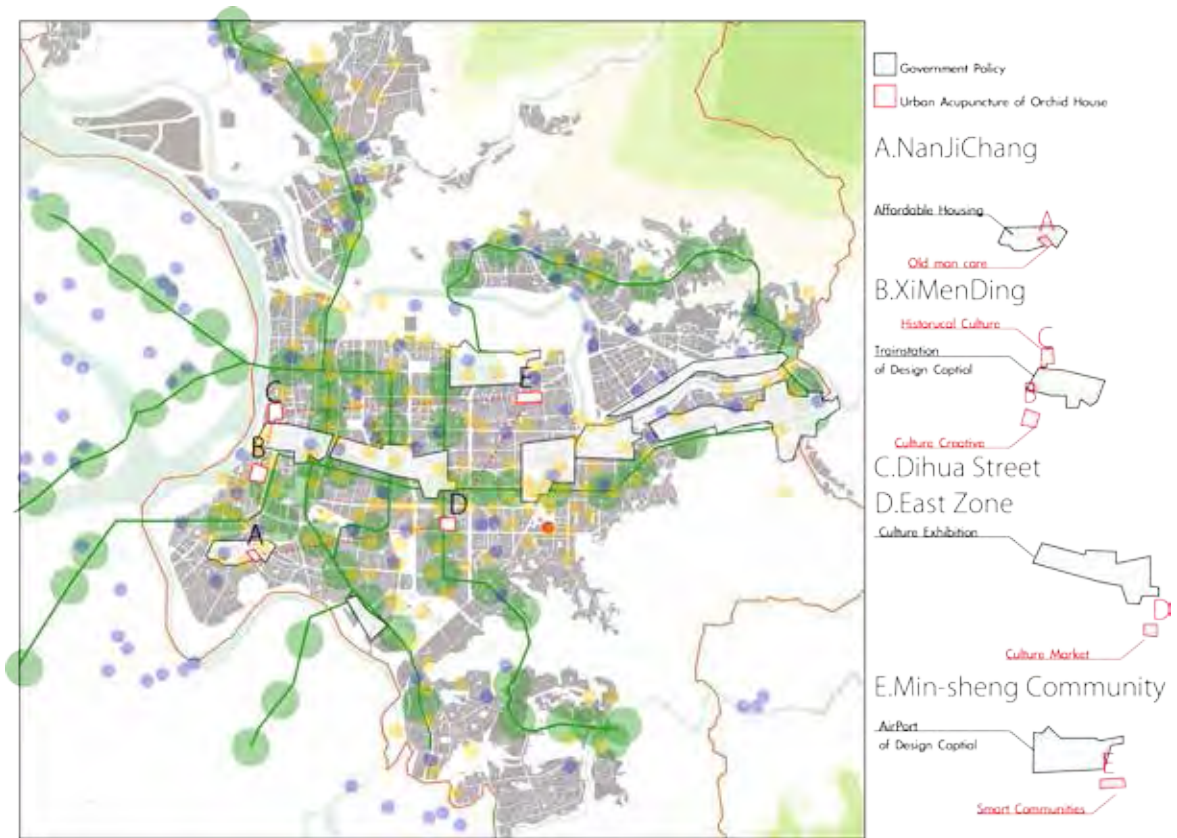 Government Policy
Urban Acupuncture of Orchid House
A.NanJiChang
Affordable Housing
A
Old man care
B.XiMenDing
Historucal Culture
C
Trainstation
of Design Captial
B
Culture Creative
C.Dihua Street
D.East Zone
Culture Exhibition
D
Culture Market
E.Min-sheng Community
AirPort
of Design Captial
E
Smart Communities
E
C
B
D
A